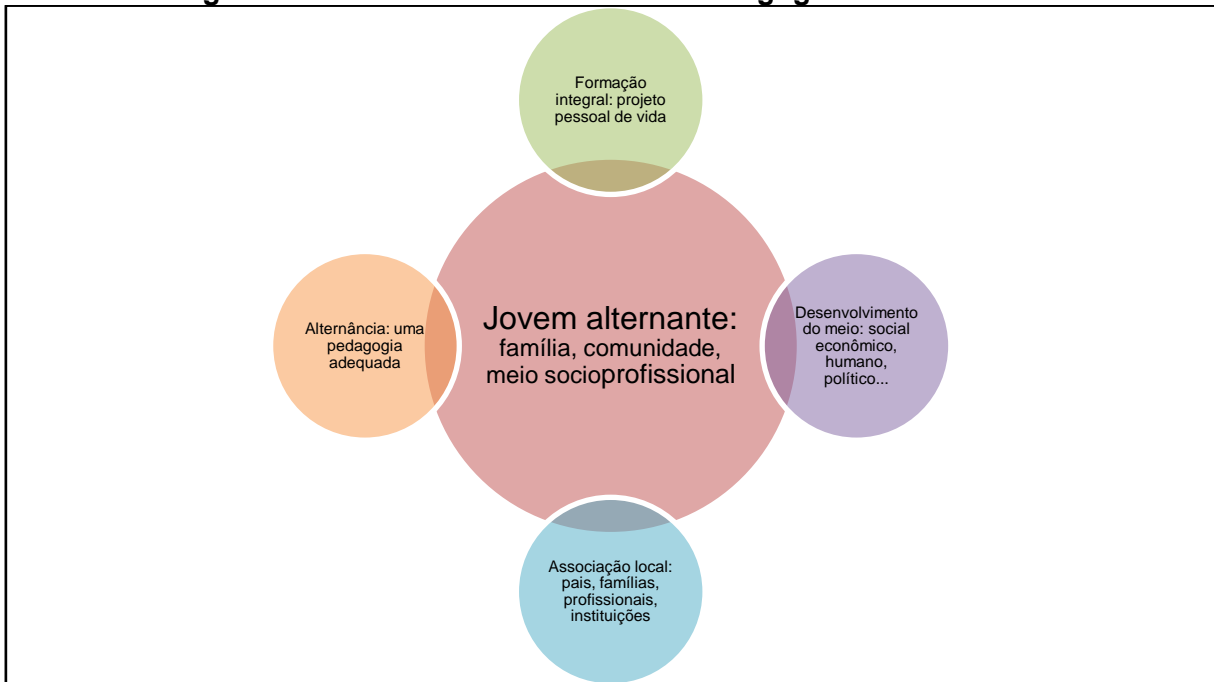 Formação
integral: projeto
pessoal de vida
Alternância: uma
pedagogia
adequada
Jovem alternante:
família, comunidade,
meio socioprofissional
Desenvolvimento
do meio: social
econômico,
humano,
político...
Associação local:
pais, famílias,
profissionais,
instituições